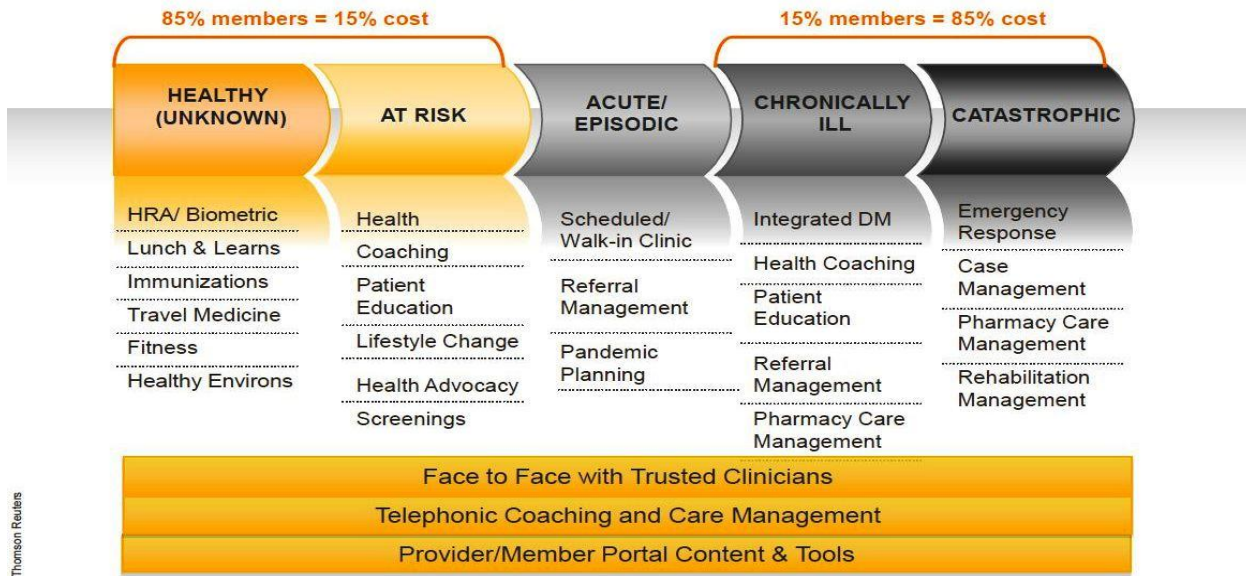 85% members = 15% cost
15% members = 85% cost
HEALTHY
(UNKNOWN)
AT RISK
ACUTE/
EPISODIC
CHRONICALLY
ILL
CATASTROPHIC
HRA/ Biometric
Lunch & Learns
Immunizations
Travel Medicine
Fitness
Healthy Environs
Health
Coaching
Patient
Education
Lifestyle Change
Health Advocacy
Screenings
Scheduled/
Walk-in Clinic
Referral
Management
Pandemic
Planning
Integrated DM
Health Coaching
Patient
Education
Referral
Management
Pharmacy Care
Management
Emergency
Response
Case
Management
Pharmacy Care
Management
Rehabilitation
Management
Face to Face with Trusted Clinicians
Telephonic Coaching and Care Management
Provider/Member Portal Content & Tools
Thomson Reuters